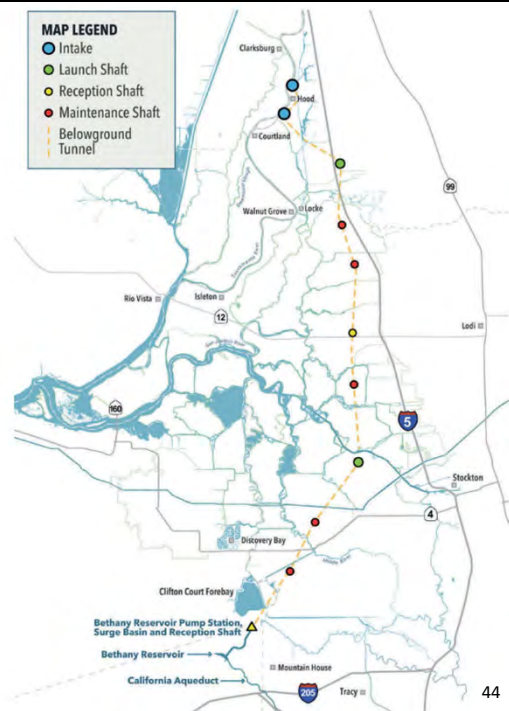 MAP LEGEND
Intake
Launch Shaft
Reception Shaft
Maintenance Shaft
Belowground
Tunnel
Clarksburg
Hood
Courtland
99
Walnut Grove
Locke
Rio Vista
Isleton
12
Lodi
160
5
Stockton
4
Discovery Bay
Clifton Court Forebay
Bethany Reservoir Pump Station,
Surge Basin and Reception Shaft
Bethany Reservoir
Mountain House
California Aqueduct
205
Tracy
44